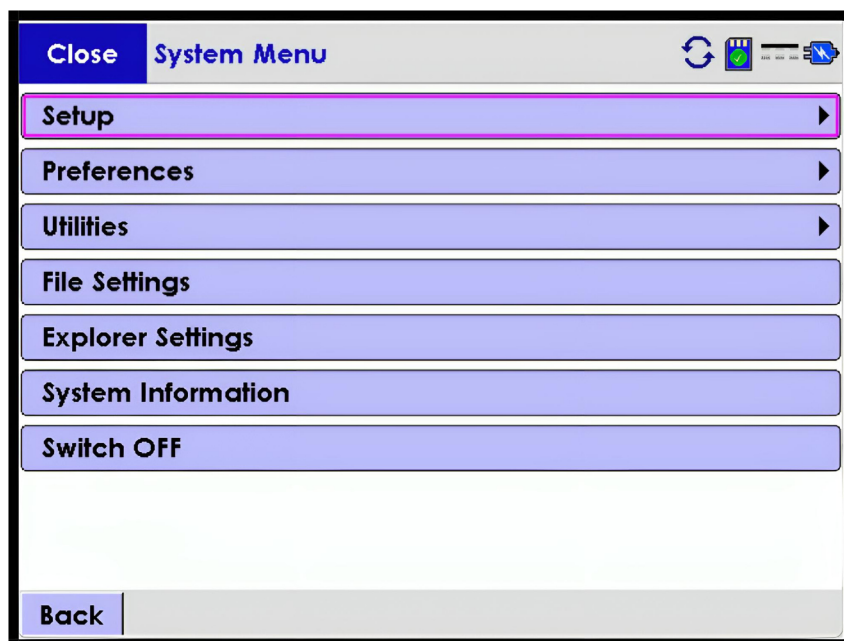 Close System Menu
Setup
Preferences
Utilities
File Settings
Explorer Settings
System Information
Switch OFF
Back